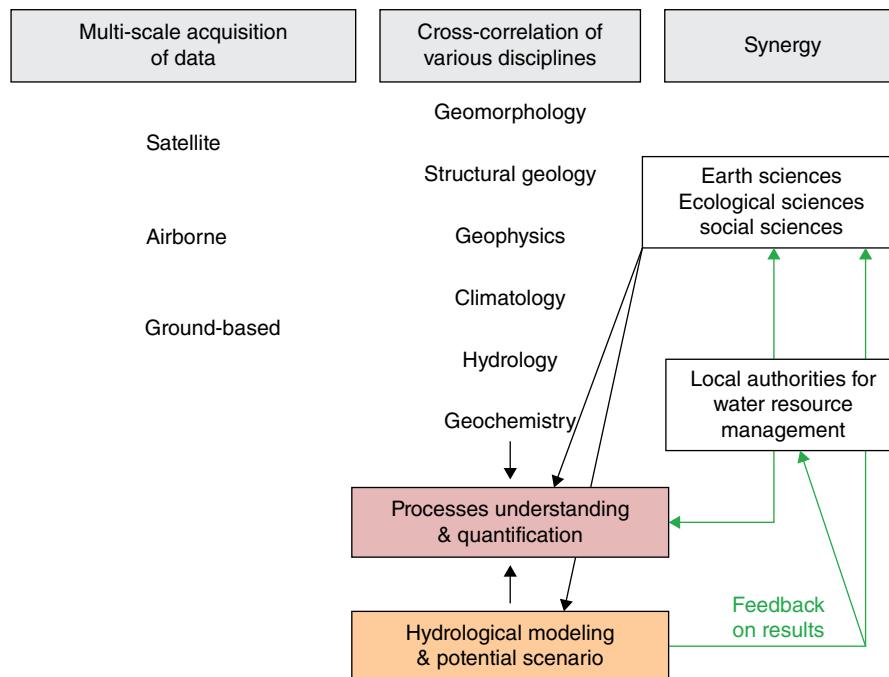 Multi-scale acquisition
of data
Cross-correlation of
various disciplines
Synergy
Satellite
Airborne
Ground-based
Geomorphology
Structural geology
Geophysics
Climatology
Hydrology
Geochemistry
Earth sciences
Ecological sciences
social sciences
Local authorities for
water resource
management
Processes understanding
& quantification
Hydrological modeling
& potential scenario
Feedback
on results